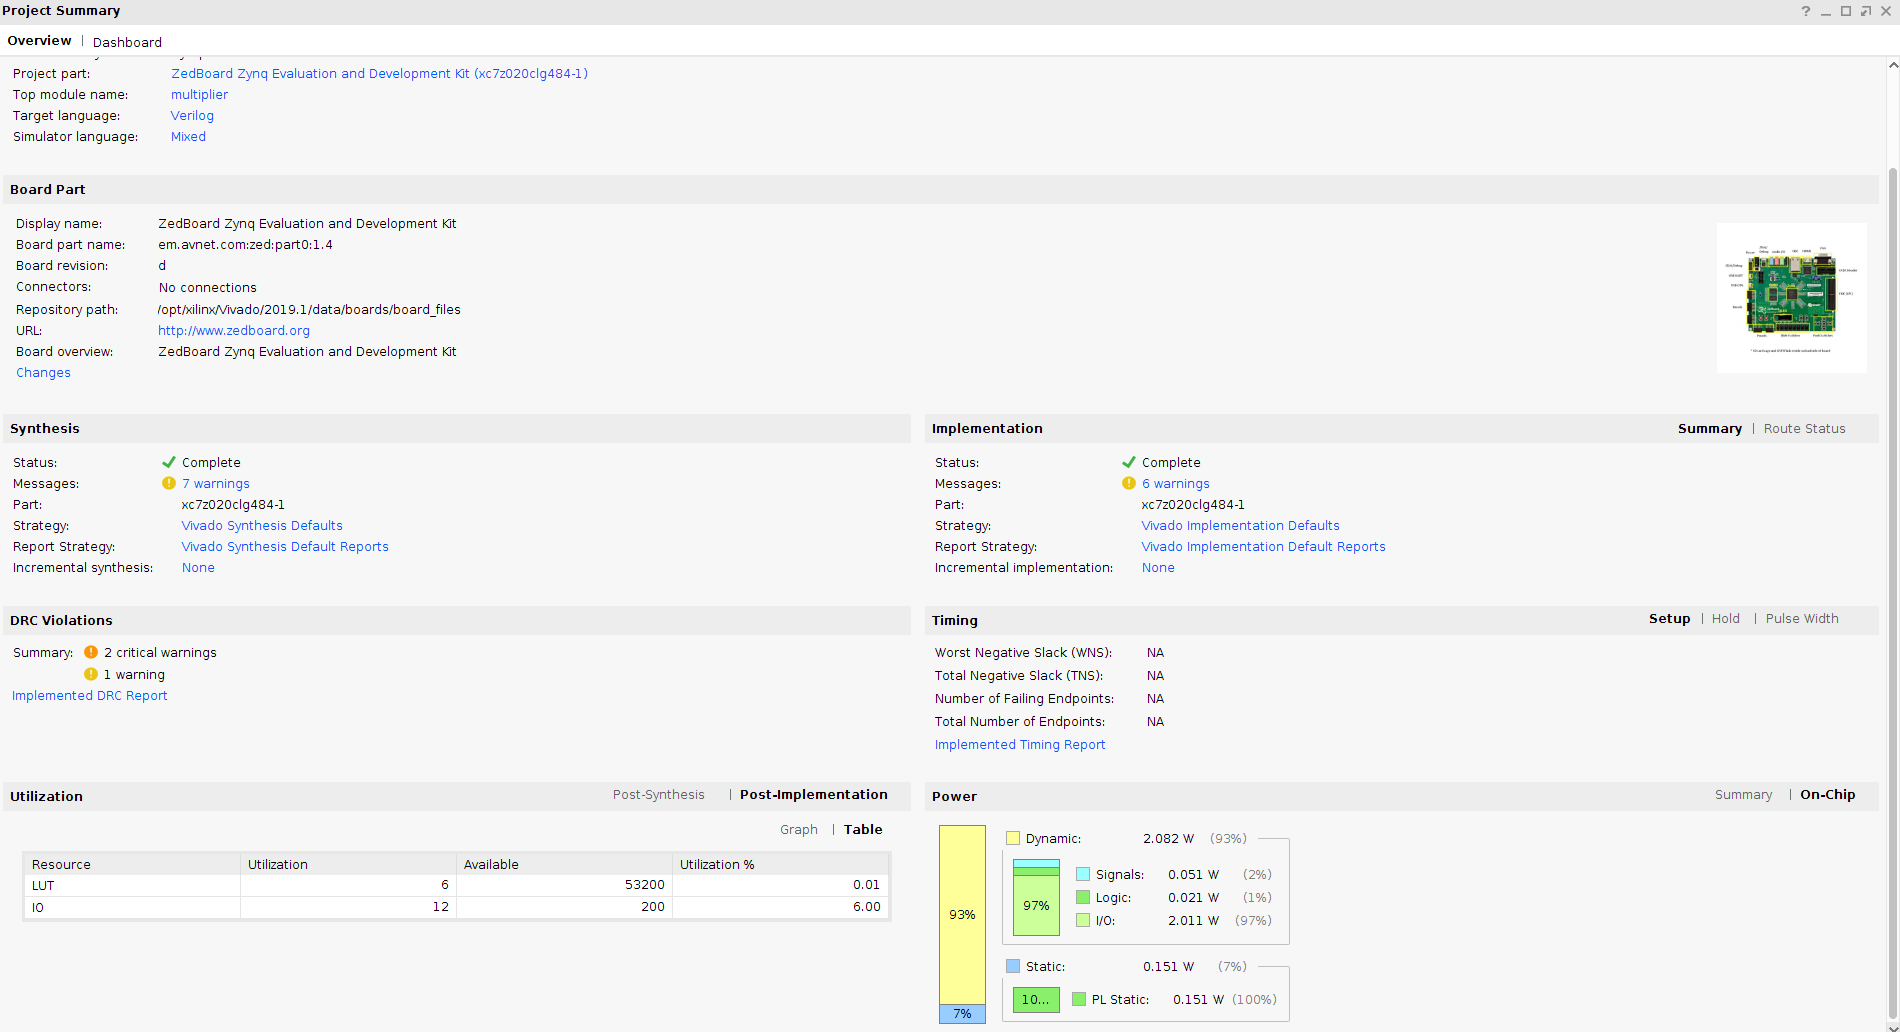 Project Summary
Overview | Dashboard
Project part: ZedBoard Zynq Evaluation and Development Kit (xc7z020clg484-1)
Top module name: multiplier
Target language: Verilog
Simulator language: Mixed
Board Part
Display name: ZedBoard Zynq Evaluation and Development Kit
Board part name: em.avnet.com:zed:part0:1.4
Board revision: d
Connectors: No connections
Repository path: /opt/xilinx/Vivado/2019.1/data/boards/board_files
URL: http://www.zedboard.org
Board overview: ZedBoard Zynq Evaluation and Development Kit
Changes
Synthesis
Status: Complete
Messages: 7 warnings
Part: xc7z020clg484-1
Strategy: Vivado Synthesis Defaults
Report Strategy: Vivado Synthesis Default Reports
Incremental synthesis: None
Implementation Summary | Route Status
Status: Complete
Messages: 6 warnings
Part: xc7z020clg484-1
Strategy: Vivado Implementation Defaults
Report Strategy: Vivado Implementation Default Reports
Incremental implementation: None
DRC Violations
Summary: 2 critical warnings
1 warning
Implemented DRC Report
Timing Setup | Hold | Pulse Width
Worst Negative Slack (WNS): NA
Total Negative Slack (TNS): NA
Number of Failing Endpoints: NA
Total Number of Endpoints: NA
Implemented Timing Report
Utilization Post-Synthesis | Post-Implementation
Graph | Table
Resource Utilization Available Utilization %
LUT 6 53200 0.01
IO 12 200 6.00
Power Summary | On-Chip
93%
7%
Dynamic: 2.082 W (93%)
97%
Signals: 0.051 W (2%)
Logic: 0.021 W (1%)
I/O: 2.011 W (97%)
Static: 0.151 W (7%)
10...
PL Static: 0.151 W (100%)